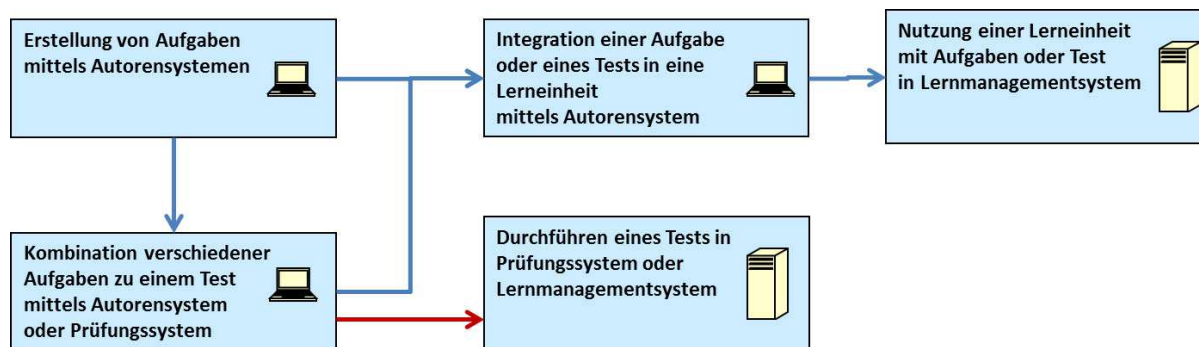 Erstellung von Aufgaben
mittels Autorensystemen
Integration einer Aufgabe
oder eines Tests in eine
Lerneinheit
mittels Autorensystem
Nutzung einer Lerneinheit
mit Aufgaben oder Test
in Lernmanagementsystem
Kombination verschiedener
Aufgaben zu einem Test
mittels Autorensystem
oder Prüfungssystem
Durchführen eines Tests in
Prüfungssystem oder
Lernmanagementsystem